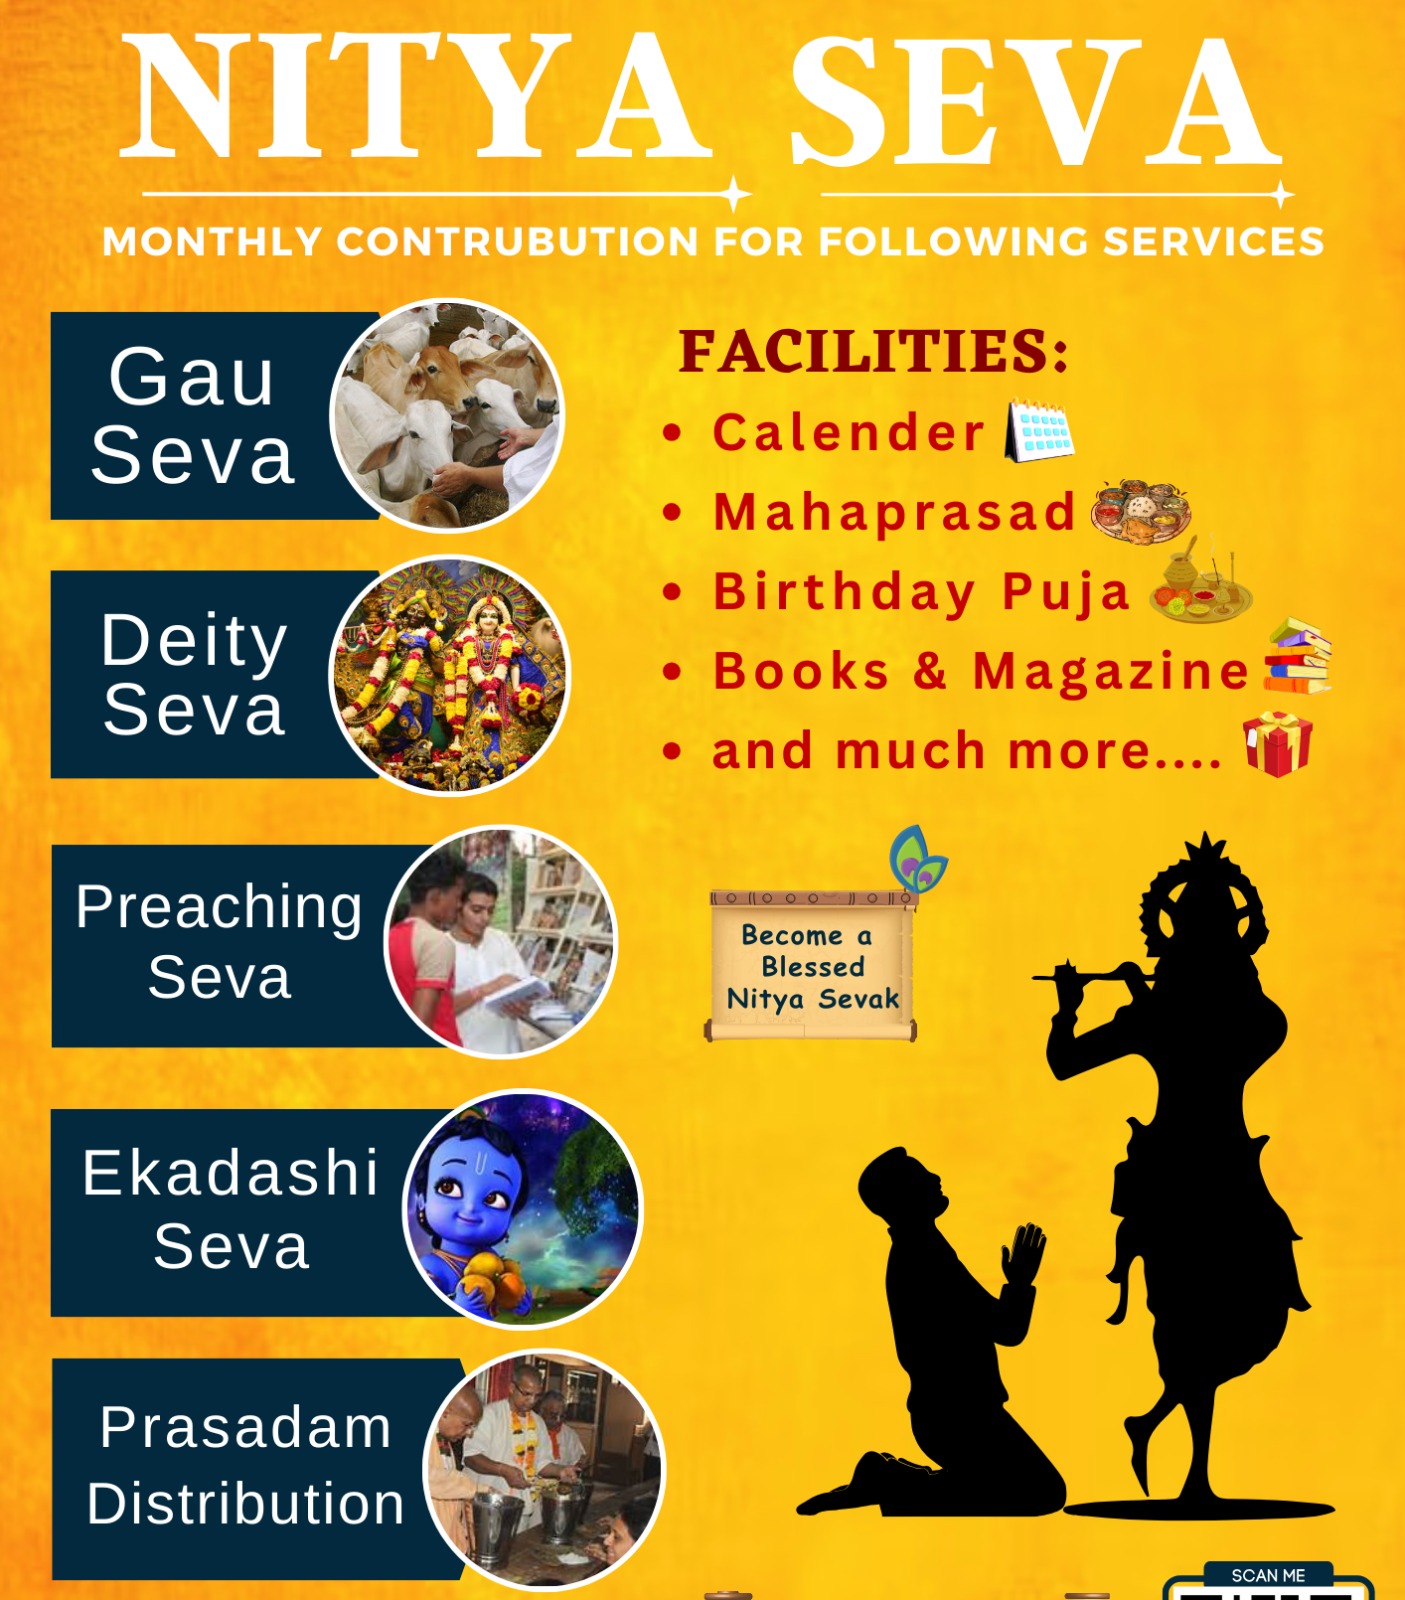 NITYA SEVA
MONTHLY CONTRUBUTION FOR FOLLOWING SERVICES
Gau
Seva
Deity
Seva
Preaching
Seva
Ekadashi
Seva
Prasadam
Distribution
FACILITIES:
• Calender
• Mahaprasad
• Birthday Puja
• Books & Magazine
• and much more....
Become a
Blessed
Nitya Sevak
SCAN ME